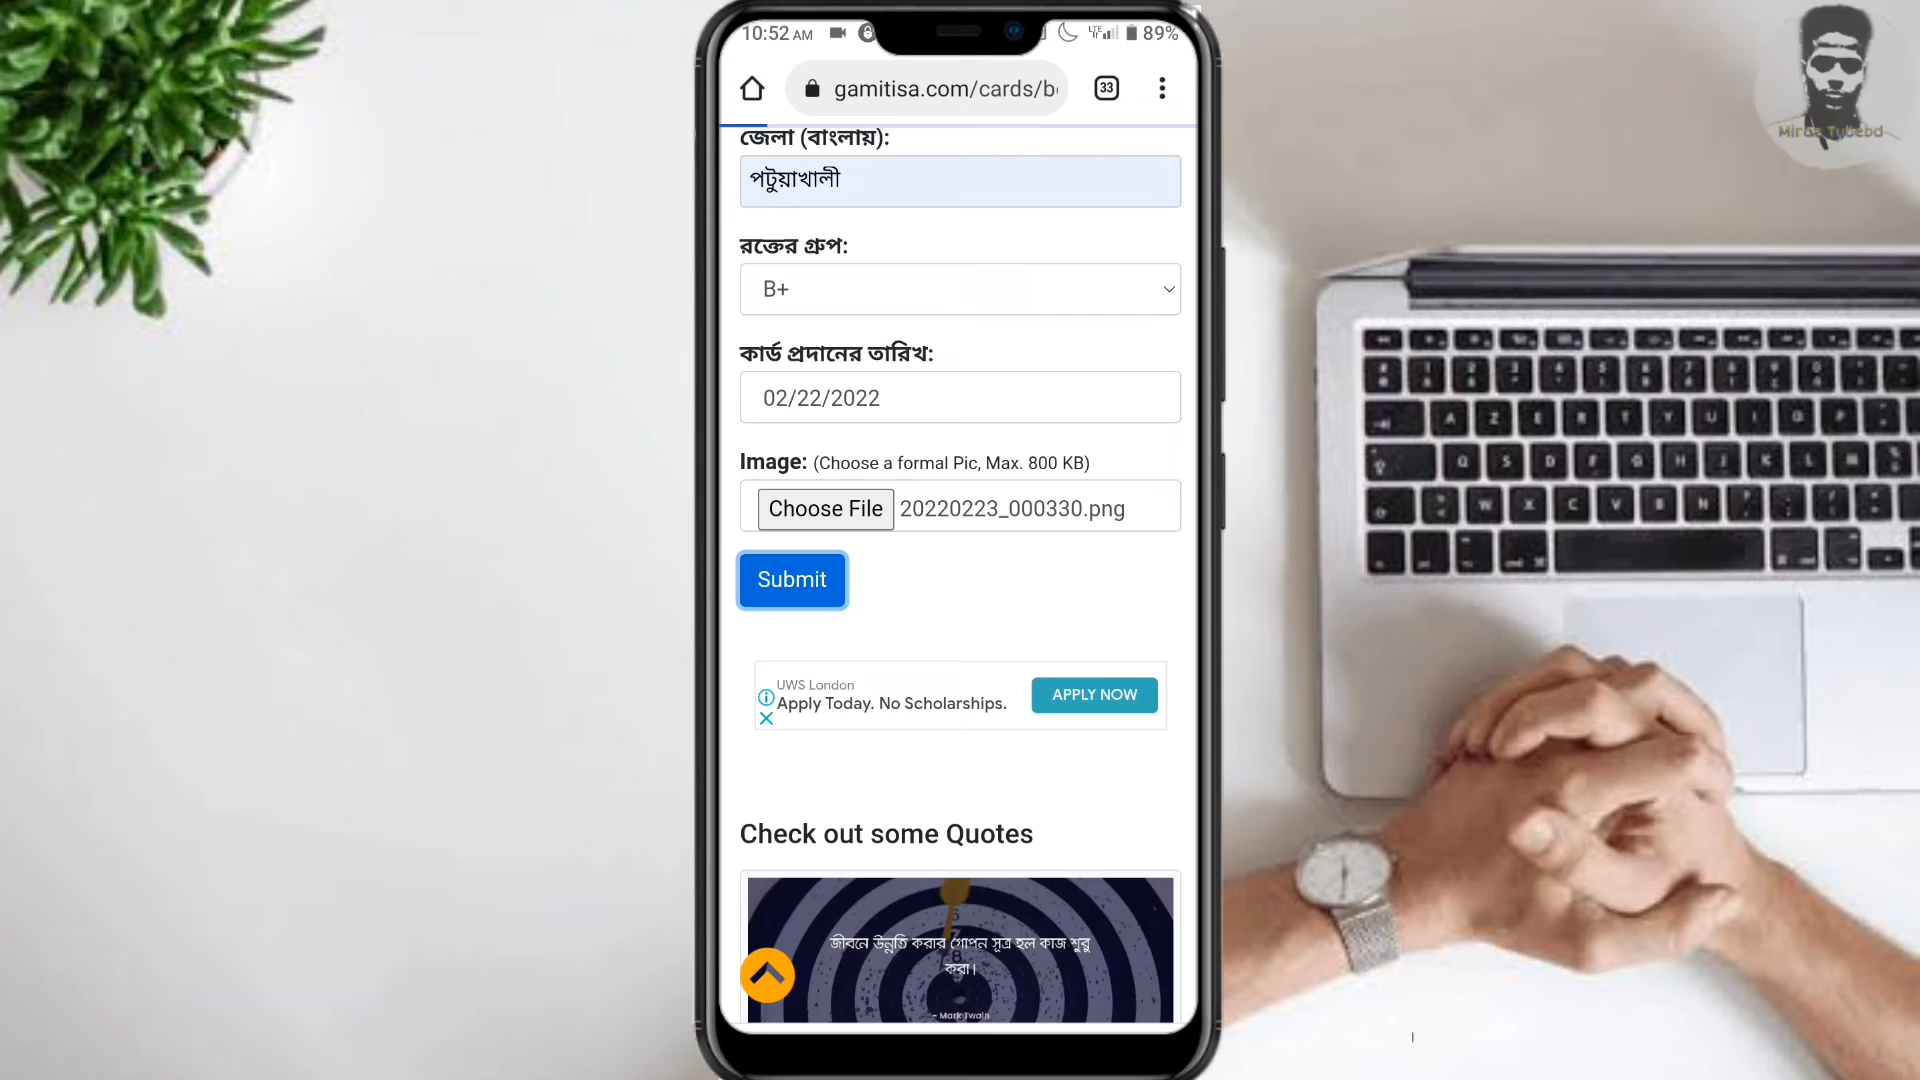 10:52 AM
LTE
89%
gamitisa.com/cards/b
33
জেলা (বাংলায়):
পটুয়াখালী
রক্তের গ্রুপ:
B+
কার্ড প্রদানের তারিখ:
02/22/2022
Image: (Choose a formal Pic, Max. 800 KB)
Choose File 20220223_000330.png
Submit
UWS London
Apply Today. No Scholarships.
APPLY NOW
Check out some Quotes
জীবনে উন্নতি করার গোপন সূত্র হল কাজ শুরু
করা।
- Mark Twain